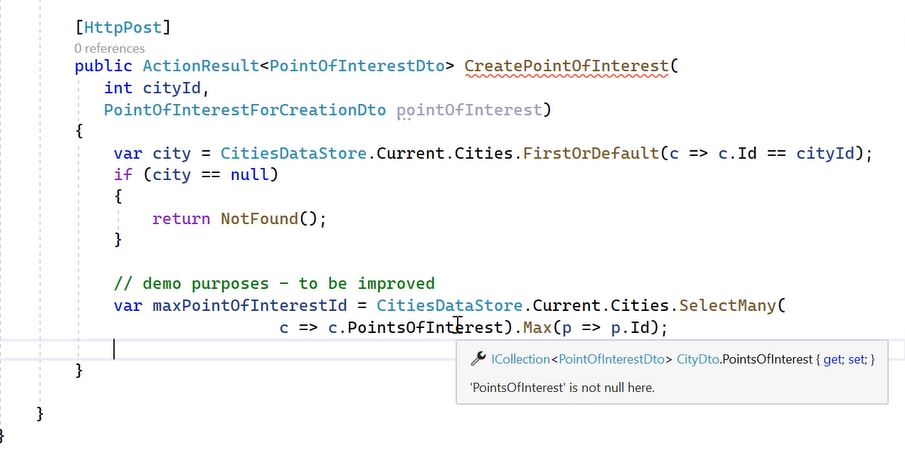 [HttpPost]
0 references
public ActionResult<PointOfInterestDto> CreatePointOfInterest(
int cityId,
PointOfInterestForCreationDto pointOfInterest)
{
var city = CitiesDataStore.Current.Cities.FirstOrDefault(c => c.Id == cityId);
if (city == null)
{
return NotFound();
}
// demo purposes - to be improved
var maxPointOfInterestId = CitiesDataStore.Current.Cities.SelectMany(
c => c.PointsOfInterest).Max(p => p.Id);
ICollection<PointOfInterestDto> CityDto.PointsOfInterest { get; set; }
'PointsOfInterest' is not null here.
}
}
}